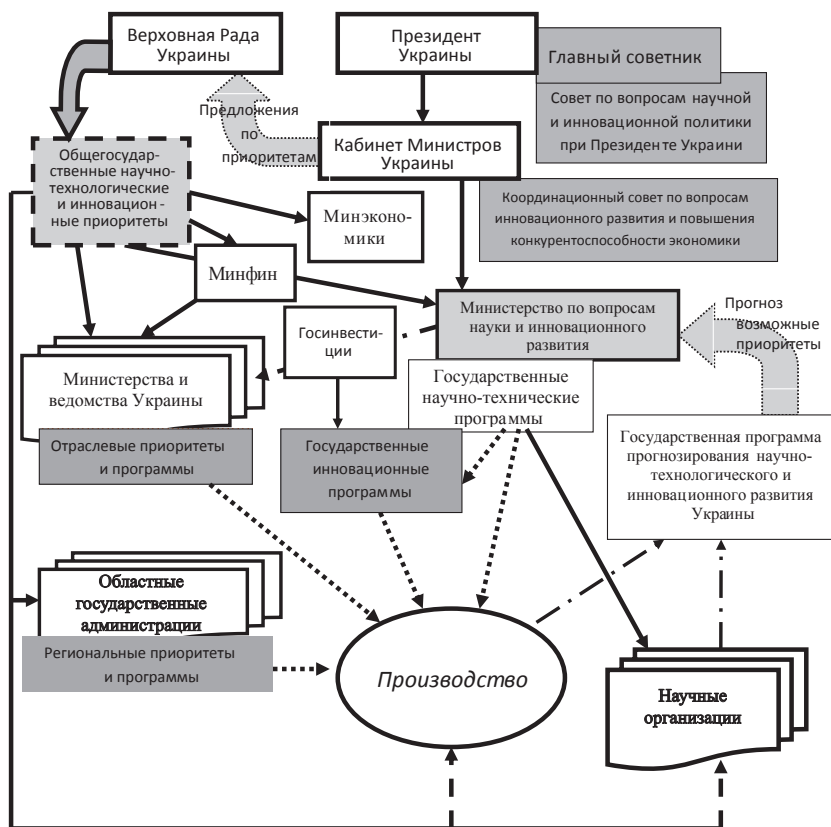 Верховная Рада
Украины
Президент
Украины
Главный советник
Совет по вопросам научной
и инновационной политики
при Президенте Украини
Предложения
по
приоритетам
Кабинет Министров
Украины
Общегосудар-
ственные научно-
технологические
и инновацион-
ные приоритеты
Координационный совет по вопросам
инновационного развития и повышения
конкурентоспособности экономики
Минэконо-
мики
Минфин
Министерство по вопросам
науки и инновационного
развития
Прогноз
возможные
приоритеты
Госинвести-
ции
Министерства и
ведомства Украины
Государственные
научно-технические
программы
Отраслевые приоритеты
и программы
Государственные
инновационные
программы
Государственная программа
прогнозирования научно-
технологического и
инновационного развития
Украины
Областные
государственные
администрации
Региональные приоритеты
и программы
Производство
Научные
организации